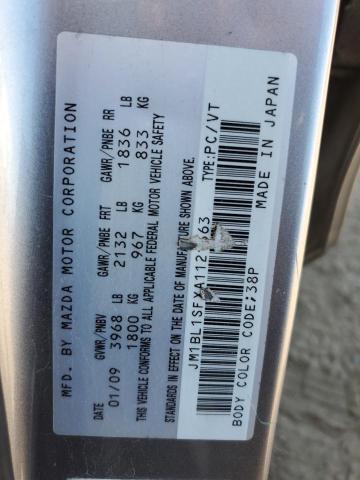 MFD. BY MAZDA MOTOR CORPORATION
DATE GVWR/PNBV GAWR/PNBE FRT GAWR/PNBE RR
01/09 3968 LB 2132 LB 1836 LB
1800 KG 967 KG 833 KG
THIS VEHICLE CONFORMS TO ALL APPLICABLE FEDERAL MOTOR VEHICLE SAFETY
STANDARDS IN EFFECT ON THE DATE OF MANUFACTURE SHOWN ABOVE.
TYPE:PC/VT
BODY COLOR CODE;38P MADE IN JAPAN